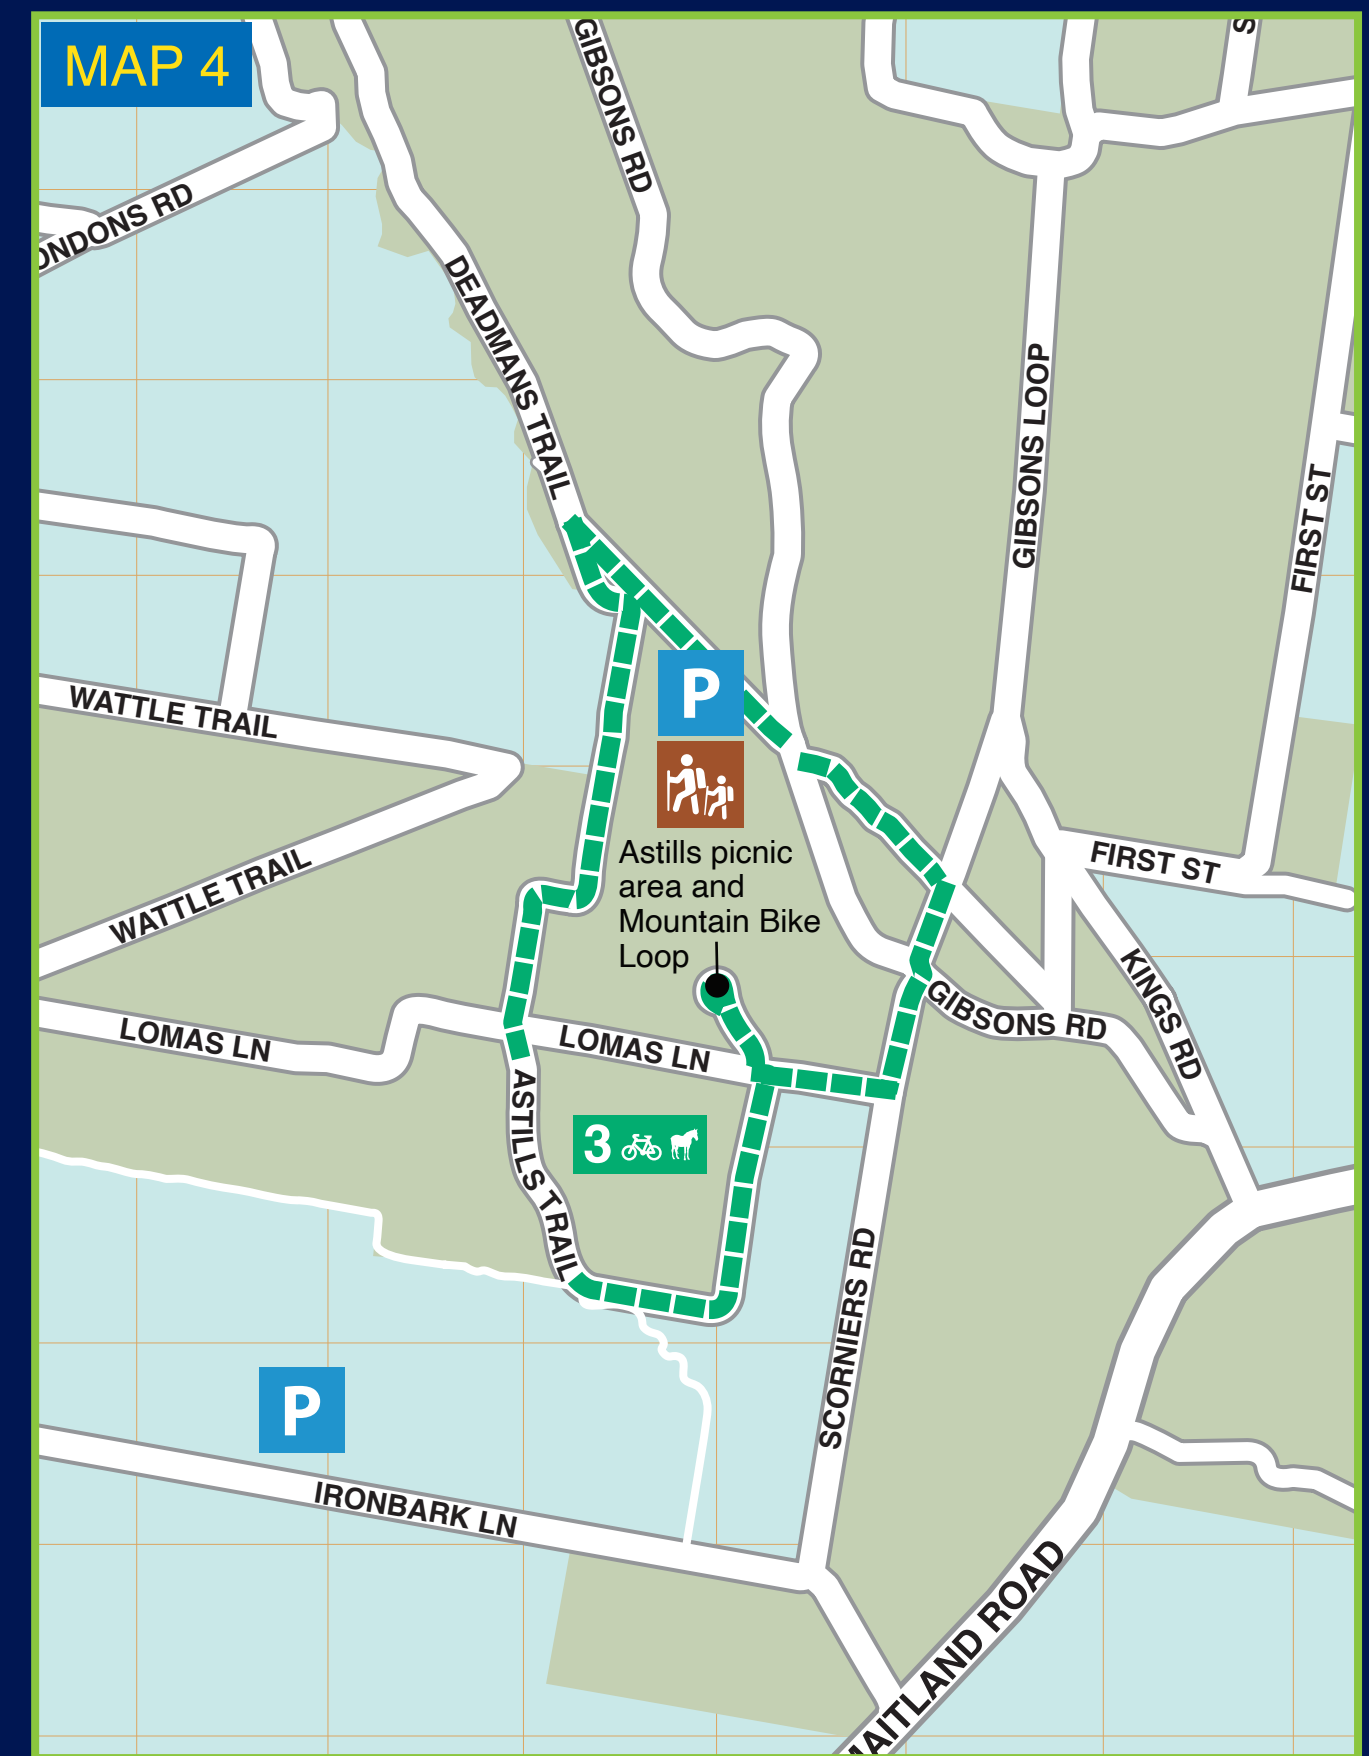 MAP 4
S
GIBSONS RD
ONDONS RD
DEADMANS TRAIL
GIBSONS LOOP
FIRST ST
P
WATTLE TRAIL
Astills picnic
area and
Mountain Bike
Loop
FIRST ST
WATTLE TRAIL
KINGS RD
GIBSONS RD
LOMAS LN
LOMAS LN
ASTILLS TRAIL
3
SCORNIERS RD
P
IRONBARK LN
MAITLAND ROAD